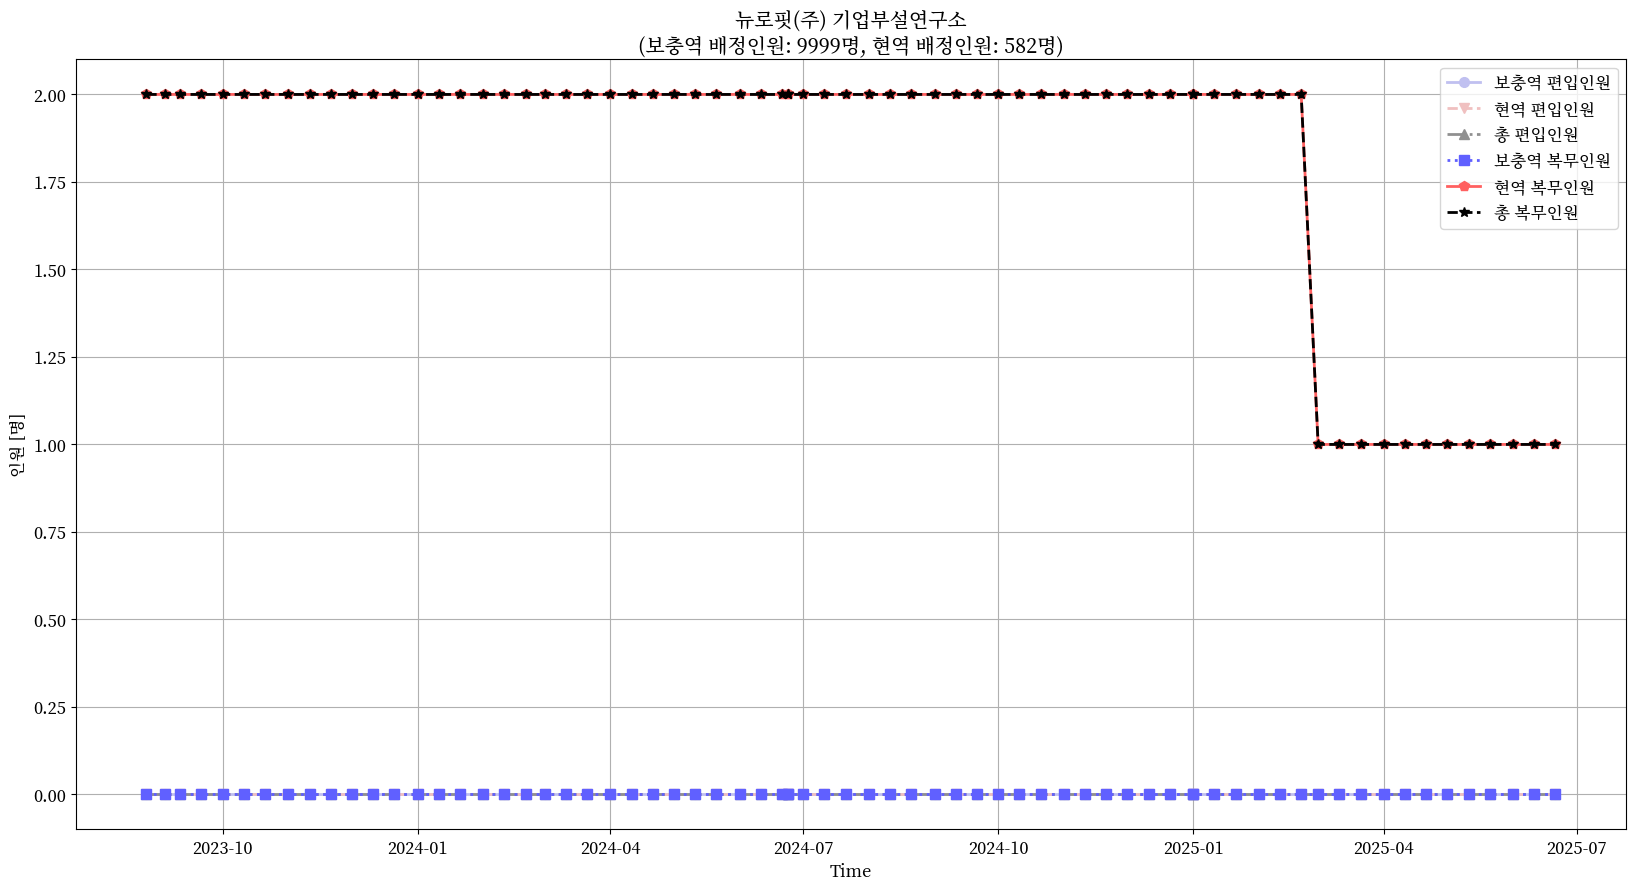 뉴로핏(주) 기업부설연구소
(보충역 배정인원: 9999명, 현역 배정인원: 582명)
보충역 편입인원
현역 편입인원
총 편입인원
보충역 복무인원
현역 복무인원
총 복무인원
2.00
1.75
1.50
1.25
1.00
0.75
0.50
0.25
0.00
인원 [명]
2023-10
2024-01
2024-04
2024-07
2024-10
2025-01
2025-04
2025-07
Time